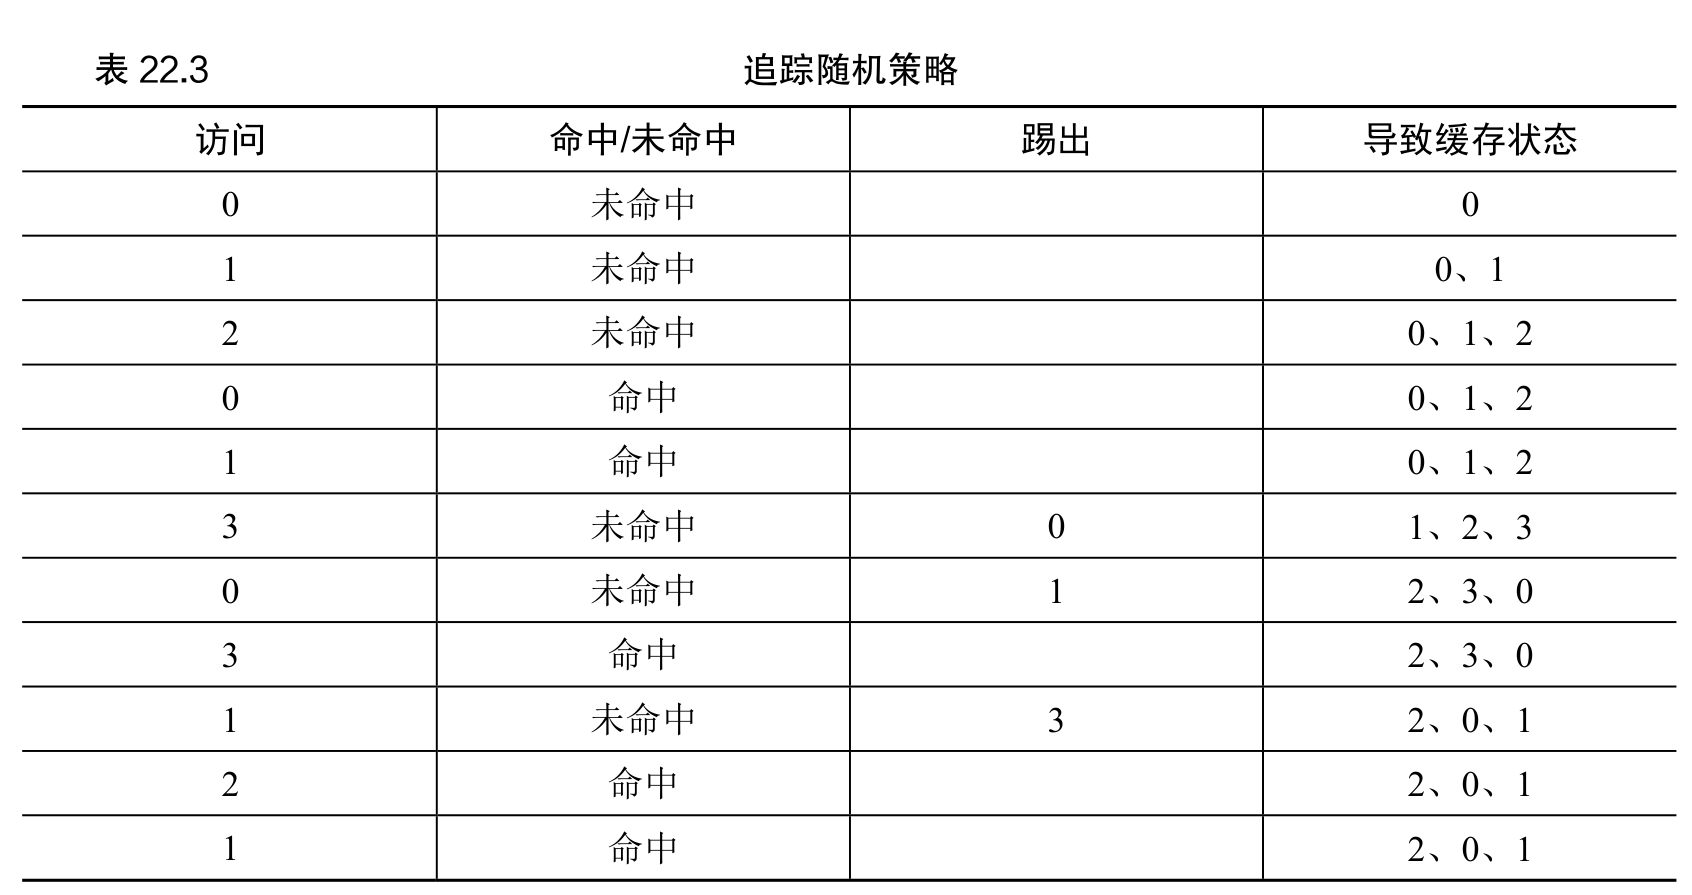 表 22.3 追踪随机策略
访问 命中/未命中 踢出 导致缓存状态
0 未命中 0
1 未命中 0、1
2 未命中 0、1、2
0 命中 0、1、2
1 命中 0、1、2
3 未命中 0 1、2、3
0 未命中 1 2、3、0
3 命中 2、3、0
1 未命中 3 2、0、1
2 命中 2、0、1
1 命中 2、0、1